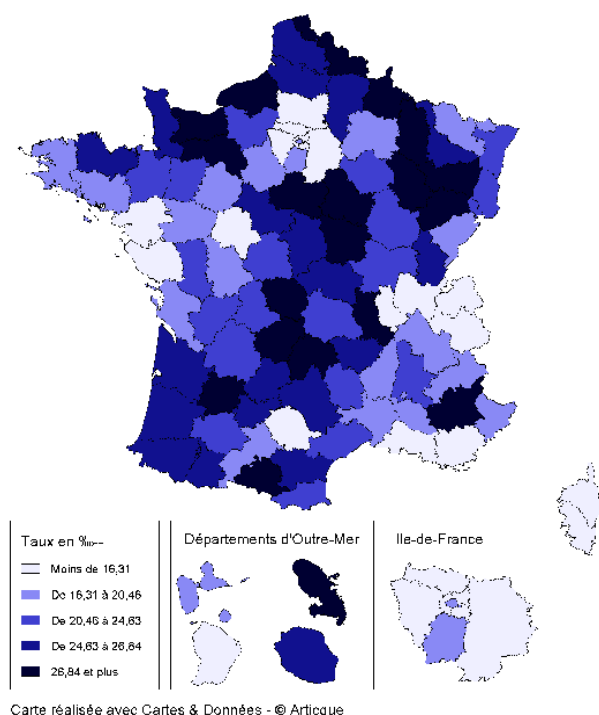 Taux en ‱--
Moins de 16,31
De 16,31 à 20,46
De 20,46 à 24,63
De 24,63 à 26,84
26,84 et plus
Départements d'Outre-Mer
Ile-de-France
Carte réalisée avec Cartes & Données - © Articque